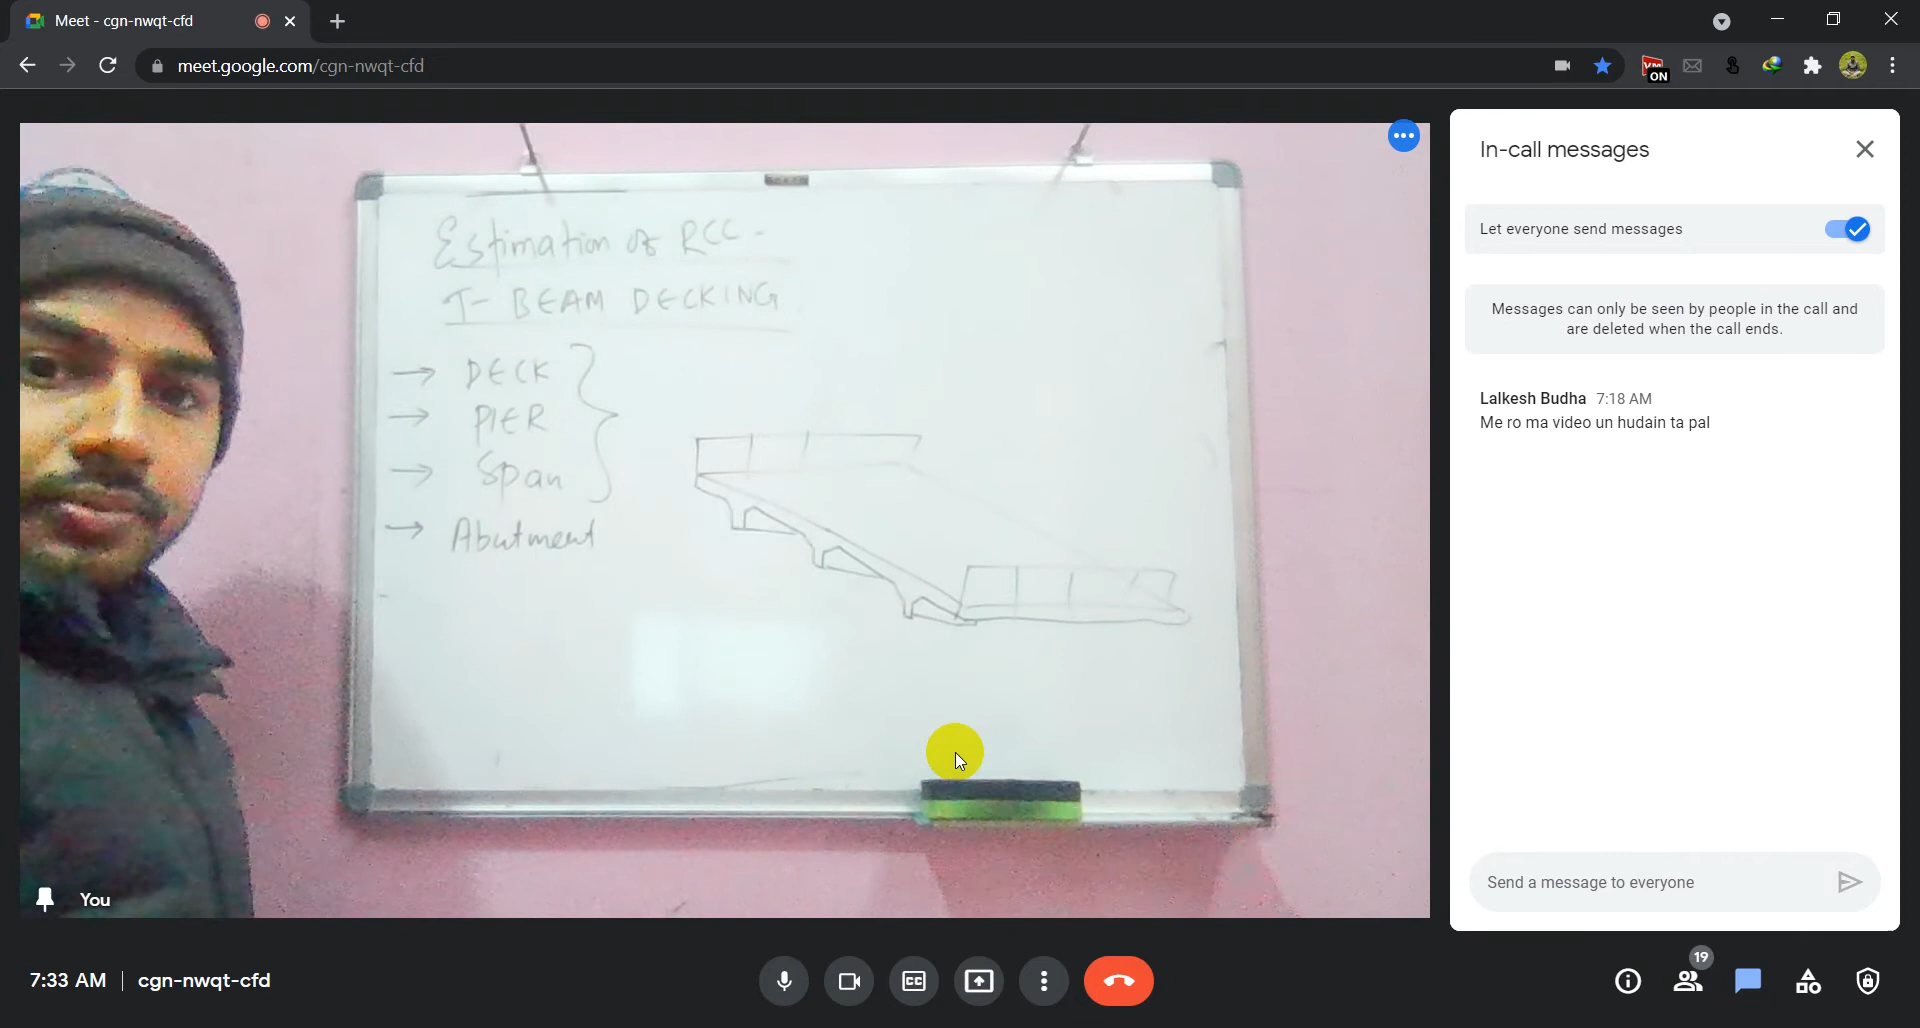 Meet - cgn-nwqt-cfd
meet.google.com/cgn-nwqt-cfd
ON
In-call messages
Let everyone send messages
Messages can only be seen by people in the call and
are deleted when the call ends.
Lalkesh Budha 7:18 AM
Me ro ma video un hudain ta pal
Send a message to everyone
Estimation of RCC -
T- BEAM DECKING
→ DECK
→ PIER
→ Span
→ Abutment
You
7:33 AM | cgn-nwqt-cfd
CC
19